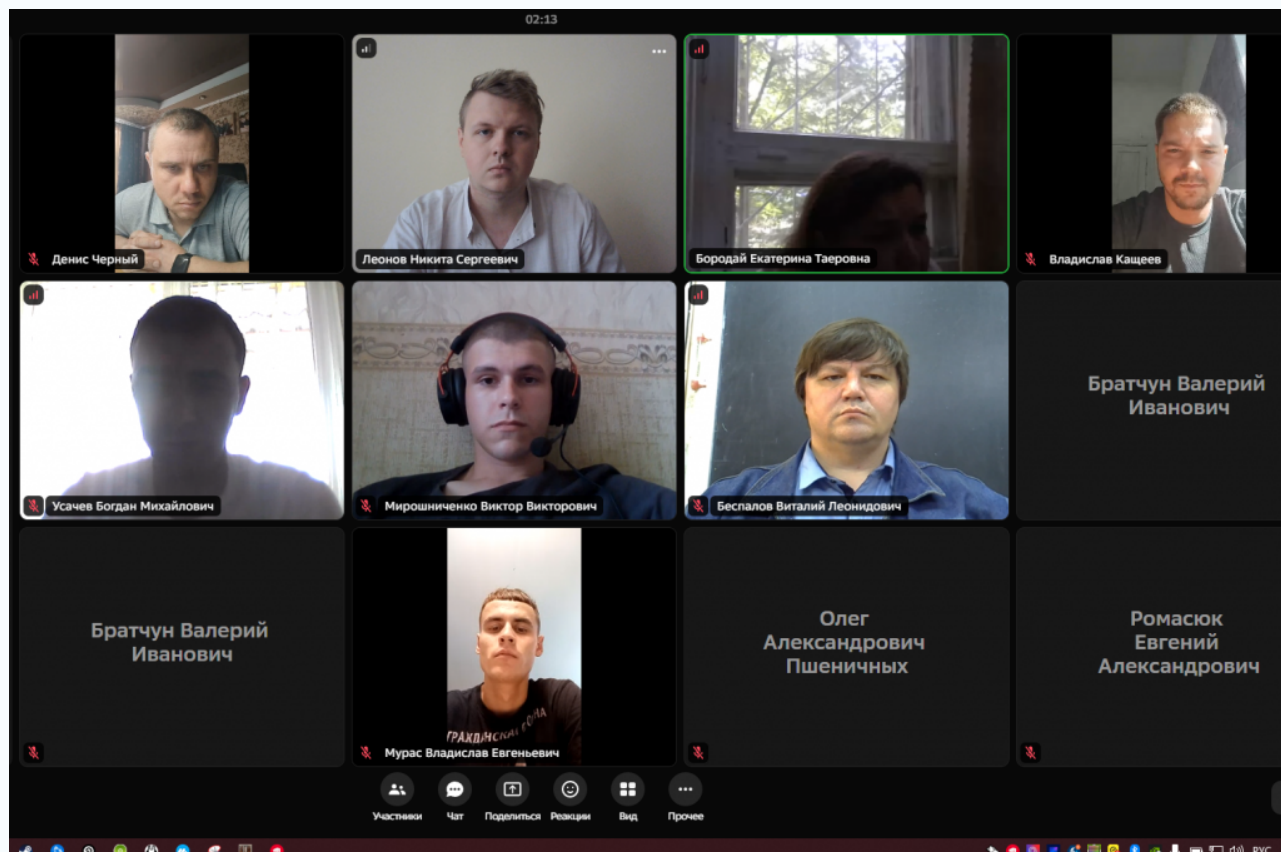 02:13
Денис Черный
Леонов Никита Сергеевич
Бородай Екатерина Таеровна
Владислав Кащеев
Усачев Богдан Михайлович
Мирошниченко Виктор Викторович
Беспалов Виталий Леонидович
Братчун Валерий
Иванович
Братчун Валерий
Иванович
Мурас Владислав Евгеньевич
Олег
Александрович
Пшеничных
Ромасюк
Евгений
Александрович
Участники
Чат
Поделиться
Реакции
Вид
Прочее
РУС